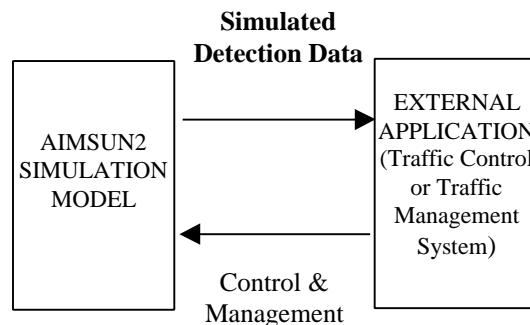 Simulated
Detection Data
AIMSUN2
SIMULATION
MODEL
EXTERNAL
APPLICATION
(Traffic Control
or Traffic
Management
System)
Control &
Management